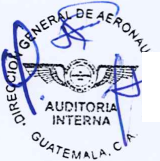 DIRECCION GENERAL DE AERONAU
AUDITORIA
INTERNA
GUATEMALA, C.A.